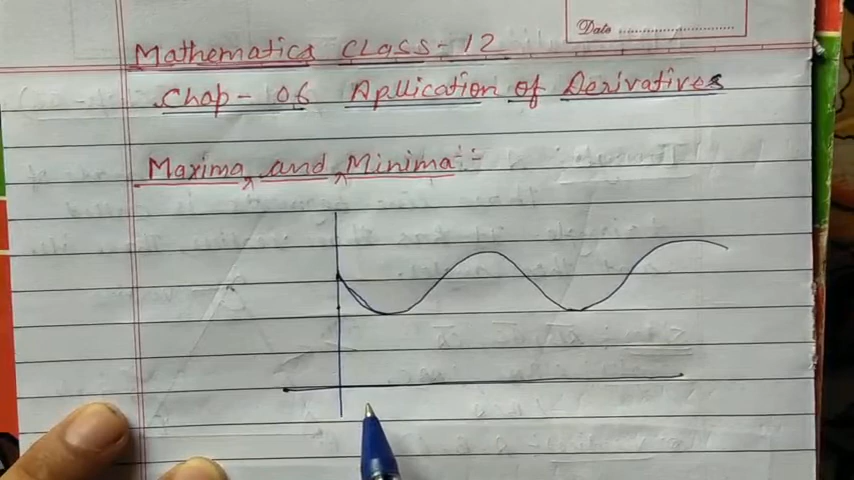 Date
Mathematics Class-12
Chap-06 Apllication of Derivatives
Maxima and Minima:-